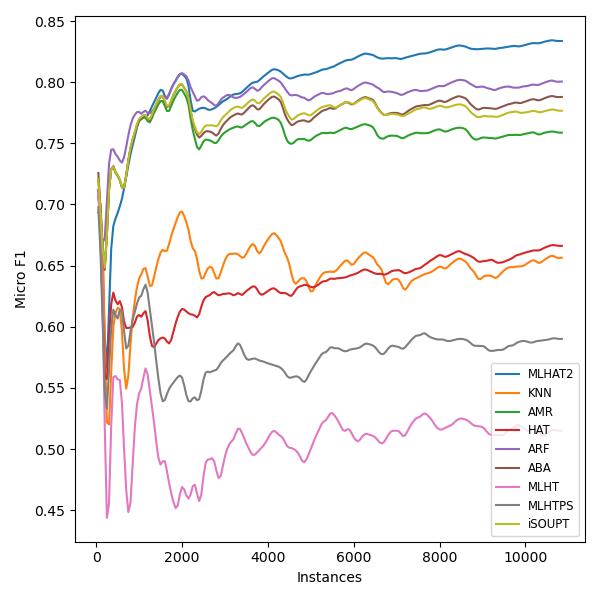 0.85
0.80
0.75
0.70
0.65
0.60
0.55
0.50
0.45
Micro F1
0
2000
4000
6000
8000
10000
Instances
MLHAT2
KNN
AMR
HAT
ARF
ABA
MLHT
MLHTPS
iSOUPT